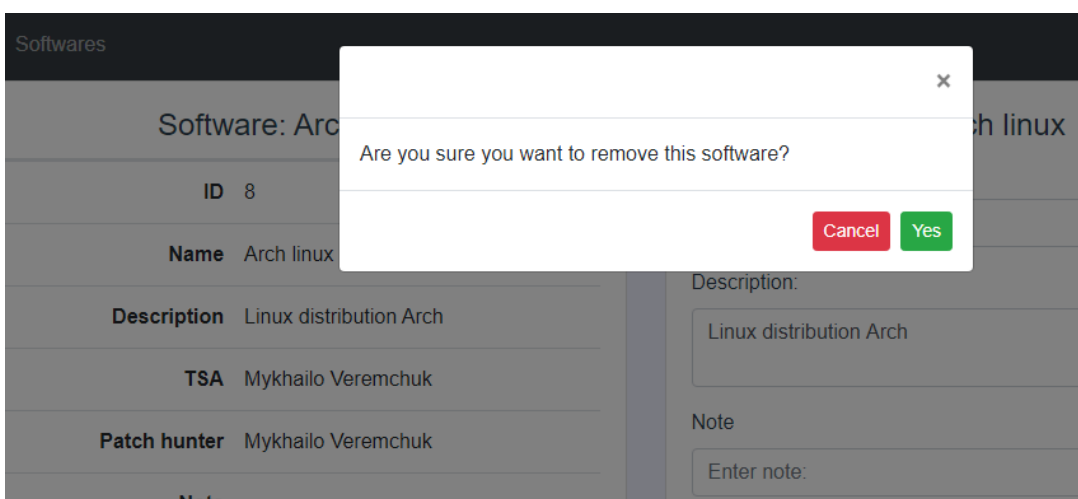 Softwares
×
Are you sure you want to remove this software?
Cancel Yes
Software: Arc
ID 8
Name Arch linux
Description Linux distribution Arch
TSA Mykhailo Veremchuk
Patch hunter Mykhailo Veremchuk
h linux
Description:
Linux distribution Arch
Note
Enter note: